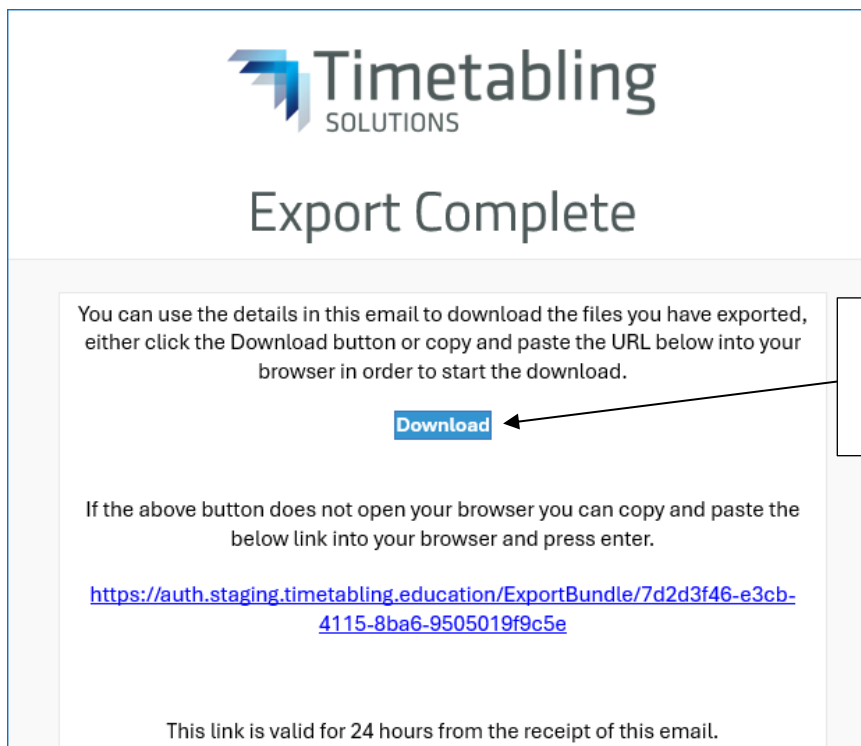 Timetabling
SOLUTIONS
Export Complete
You can use the details in this email to download the files you have exported,
either click the Download button or copy and paste the URL below into your
browser in order to start the download.
Download
If the above button does not open your browser you can copy and paste the
below link into your browser and press enter.
https://auth.staging.timetabling.education/ExportBundle/7d2d3f46-e3cb-
4115-8ba6-9505019f9c5e
This link is valid for 24 hours from the receipt of this email.